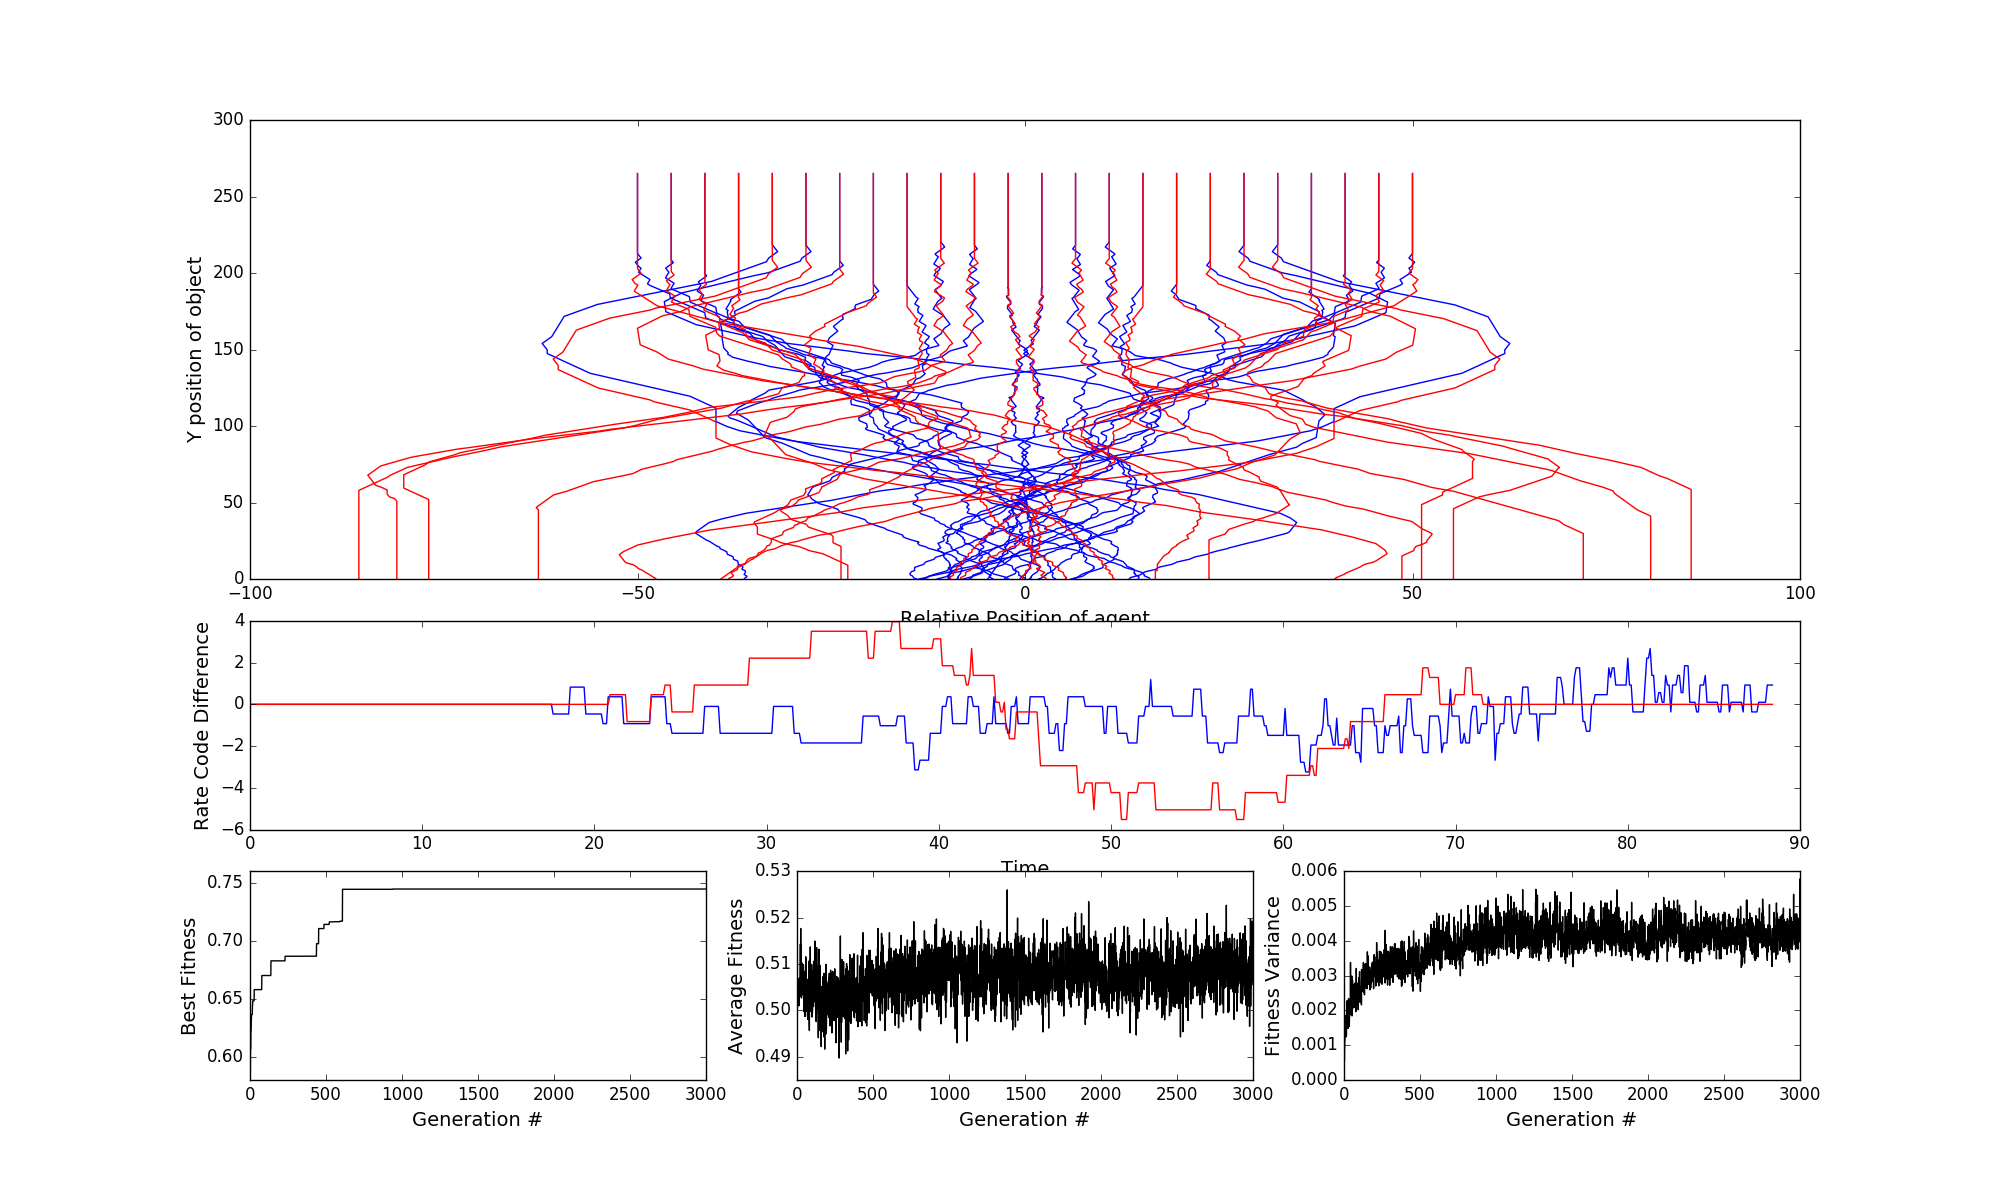 300
250
200
150
100
50
0
Y position of object
−100 −50 0 50 100
Relative Position of agent
4
2
0
−2
−4
−6
Rate Code Difference
0 10 20 30 40 50 60 70 80 90
Time
0.75
0.70
0.65
0.60
Best Fitness
0 500 1000 1500 2000 2500 3000
Generation #
0.53
0.52
0.51
0.50
0.49
Average Fitness
0 500 1000 1500 2000 2500 3000
Generation #
0.006
0.005
0.004
0.003
0.002
0.001
0.000
Fitness Variance
0 500 1000 1500 2000 2500 3000
Generation #